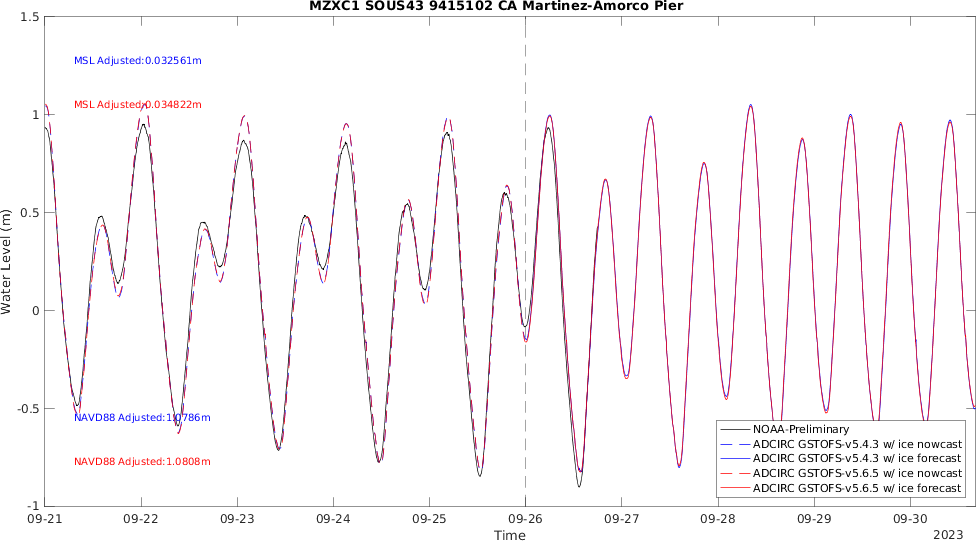 MZXC1 SOUS43 9415102 CA Martinez-Amorco Pier
1.5
MSL Adjusted:0.032561m
MSL Adjusted:0.034822m
1
0.5
Water Level (m)
0
-0.5
NAVD88 Adjusted:1.0786m
NAVD88 Adjusted:1.0808m
-1
NOAA-Preliminary
ADCIRC GSTOFS-v5.4.3 w/ ice nowcast
ADCIRC GSTOFS-v5.4.3 w/ ice forecast
ADCIRC GSTOFS-v5.6.5 w/ ice nowcast
ADCIRC GSTOFS-v5.6.5 w/ ice forecast
09-21 09-22 09-23 09-24 09-25 09-26 09-27 09-28 09-29 09-30
Time
2023